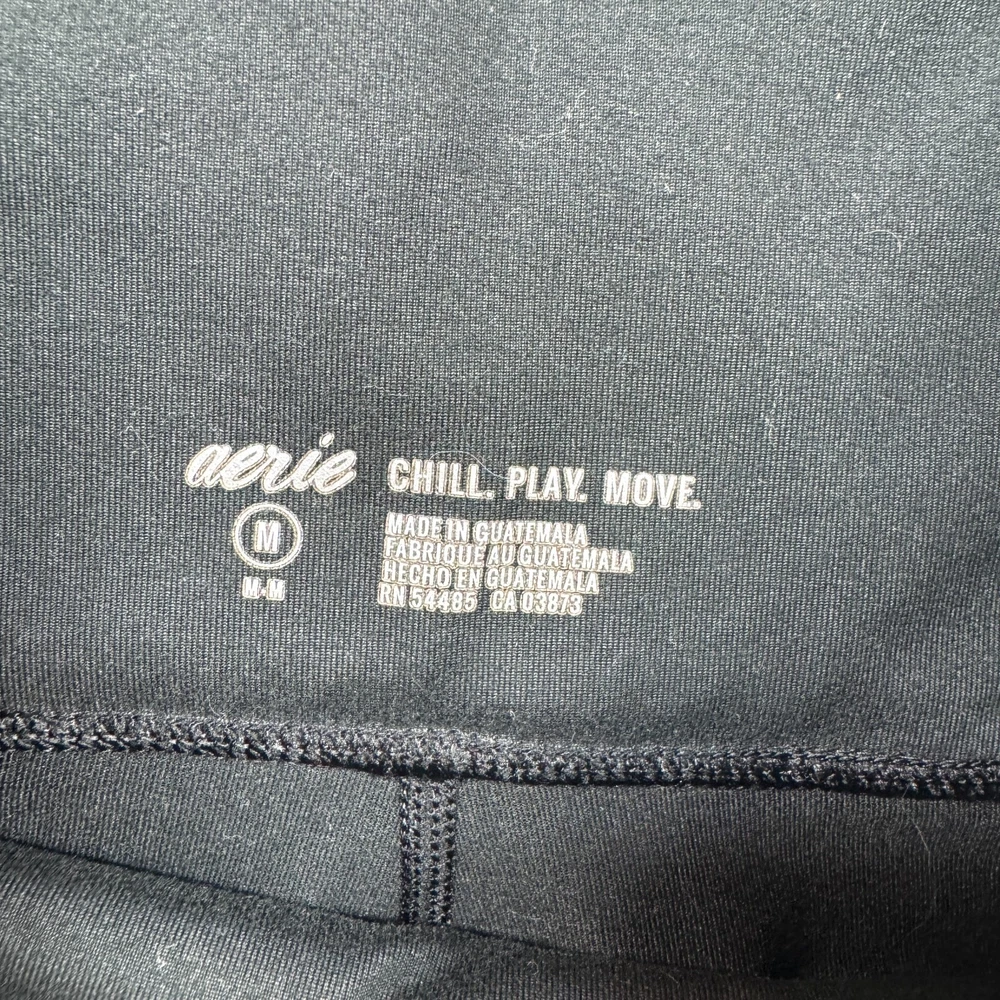 aerie CHILL. PLAY. MOVE.
M
M-M
MADE IN GUATEMALA
FABRIQUE AU GUATEMALA
HECHO EN GUATEMALA
RN 54485 CA 03873